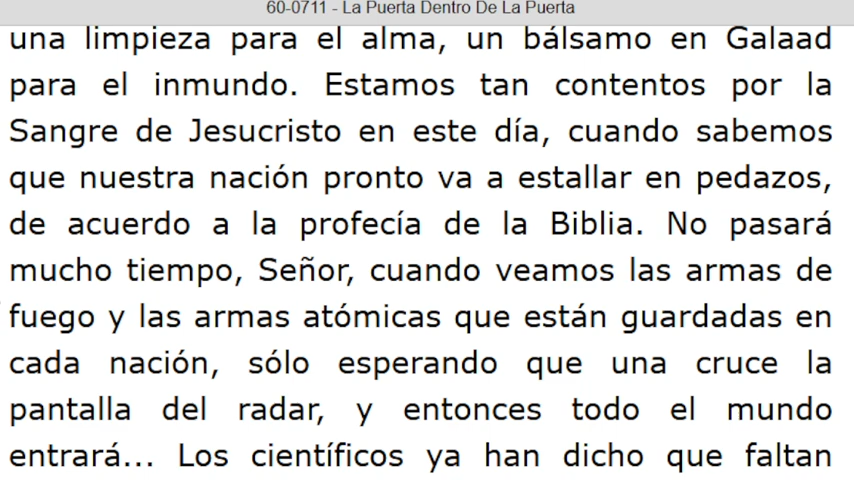 60-0711 - La Puerta Dentro De La Puerta
una limpieza para el alma, un bálsamo en Galaad
para el inmundo. Estamos tan contentos por la
Sangre de Jesucristo en este día, cuando sabemos
que nuestra nación pronto va a estallar en pedazos,
de acuerdo a la profecía de la Biblia. No pasará
mucho tiempo, Señor, cuando veamos las armas de
fuego y las armas atómicas que están guardadas en
cada nación, sólo esperando que una cruce la
pantalla del radar, y entonces todo el mundo
entrará... Los científicos ya han dicho que faltan